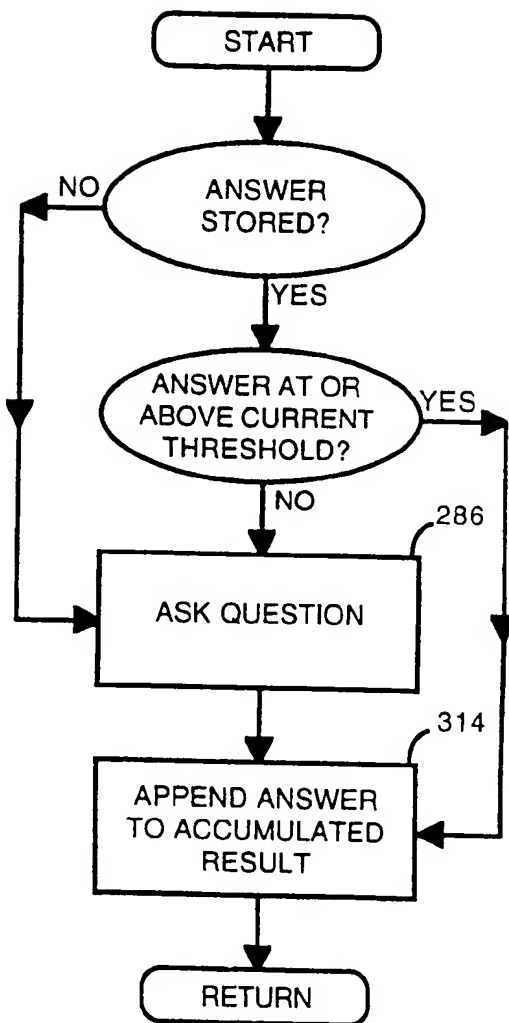 START
NO
ANSWER
STORED?
YES
ANSWER AT OR
ABOVE CURRENT
THRESHOLD?
YES
NO
286
ASK QUESTION
314
APPEND ANSWER
TO ACCUMULATED
RESULT
RETURN